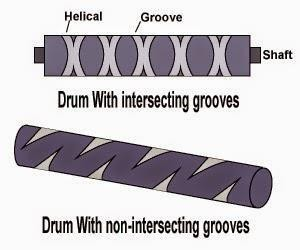 Helical
Groove
Shaft
Drum With intersecting grooves
Drum With non-intersecting grooves